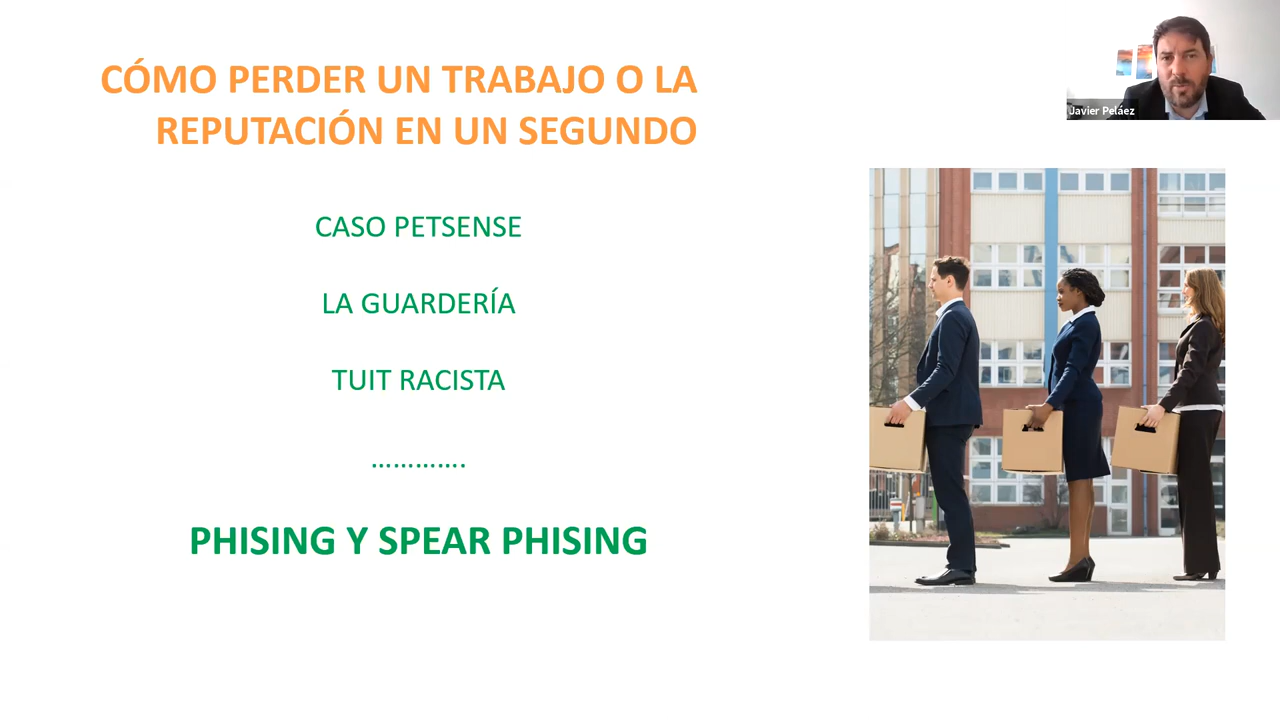 CÓMO PERDER UN TRABAJO O LA
REPUTACIÓN EN UN SEGUNDO
Javier Peláez
CASO PETSENSE
LA GUARDERÍA
TUIT RACISTA
………….
PHISING Y SPEAR PHISING